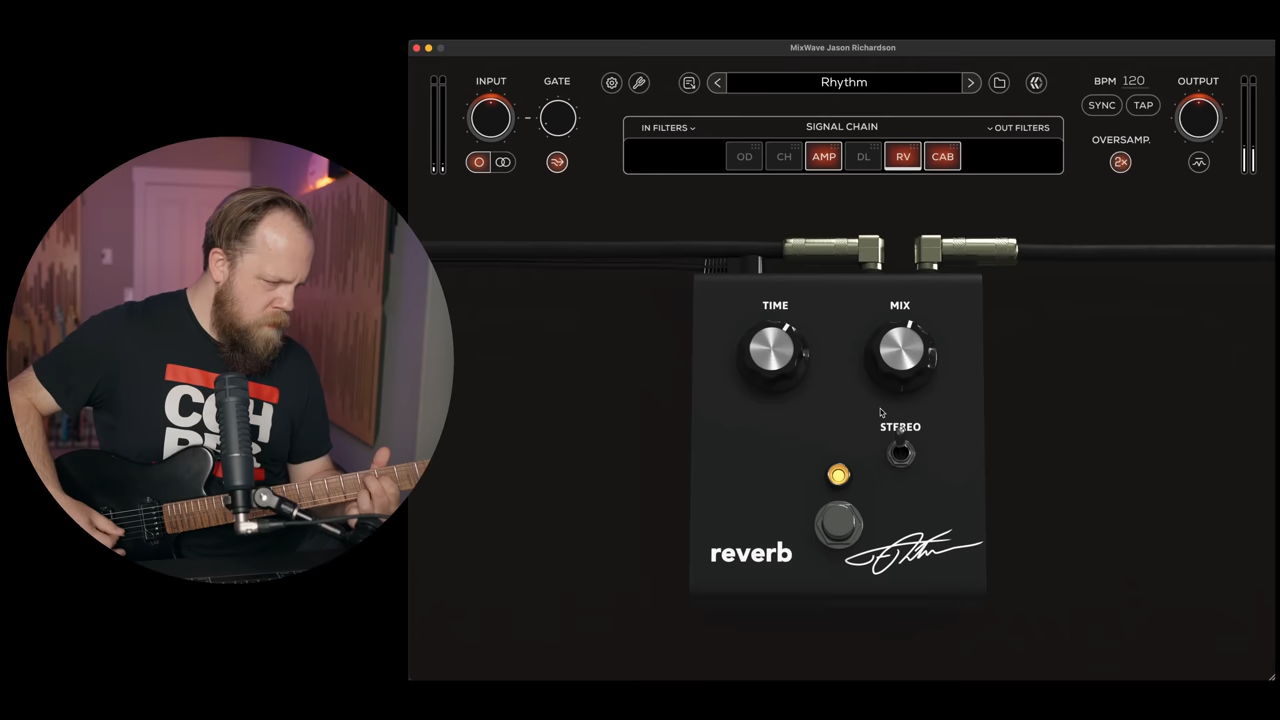 MixWave Jason Richardson
INPUT
GATE
Rhythm
BPM 120
OUTPUT
SYNC
TAP
IN FILTERS
SIGNAL CHAIN
OUT FILTERS
OVERSAMP.
OD
CH
AMP
DL
RV
CAB
2x
TIME
MIX
STEREO
reverb